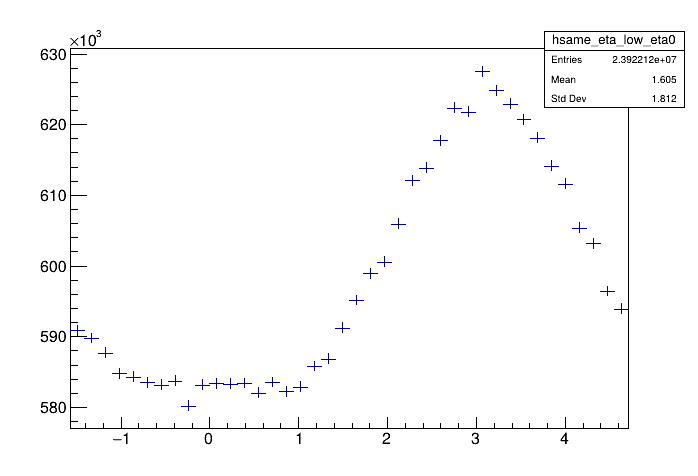 ×10³
hsame_eta_low_eta0
Entries 2.392212e+07
Mean 1.605
Std Dev 1.812
630
620
610
600
590
580
−1 0 1 2 3 4